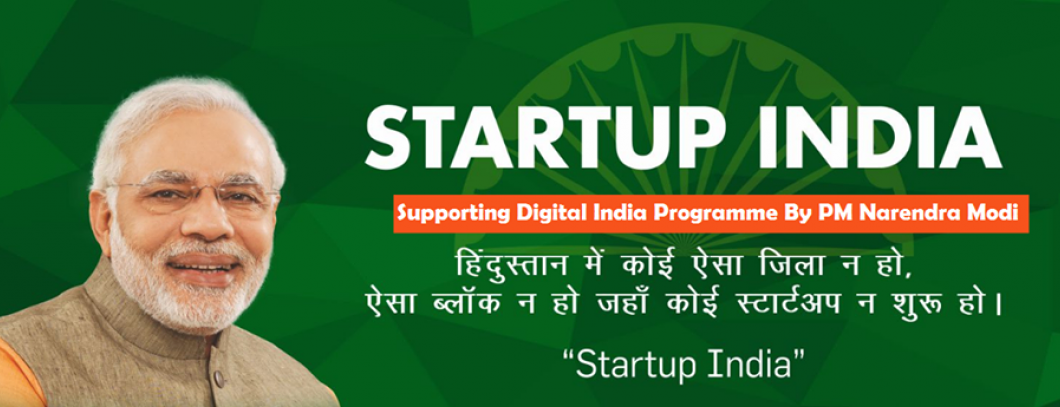 STARTUP INDIA
Supporting Digital India Programme By PM Narendra Modi
हिंदुस्तान में कोई ऐसा जिला न हो,
ऐसा ब्लॉक न हो जहाँ कोई स्टार्टअप न शुरू हो।
“Startup India”